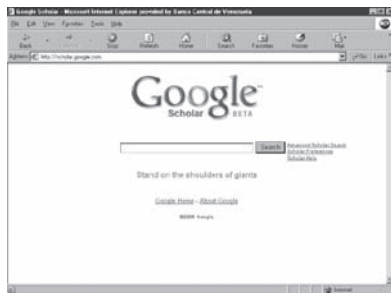 Google Scholar - Microsoft Internet Explorer provided by Banco Central de Venezuela
File Edit View Favorites Tools Help
Back Stop Refresh Home Search Favorites History Mail
Address http://scholar.google.com Links
Google
Scholar BETA
Search Advanced Scholar Search
Scholar Preferences
Scholar Help
Stand on the shoulders of giants
Google Home - About Google
Google
Internet